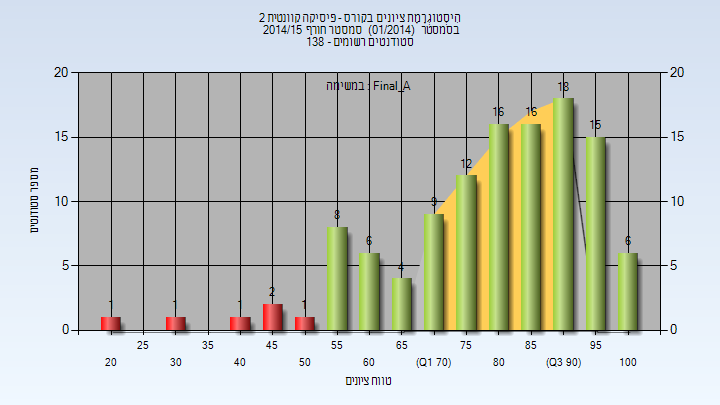 היסטוגרמת ציונים בקורס - פיסיקה קוונטית 2
בסמסטר (01/2014) סמסטר חורף 2014/15
סטודנטים רשומים - 138
במשימה : Final_A
מספר סטודנטים
20 15 10 5 0
20 15 10 5 0
1 1 1 2 1 8 6 4 9 12 16 16 18 15 6
25 35 45 55 65 75 85 95
20 30 40 50 60 (Q1 70) 80 (Q3 90) 100
טווח ציונים